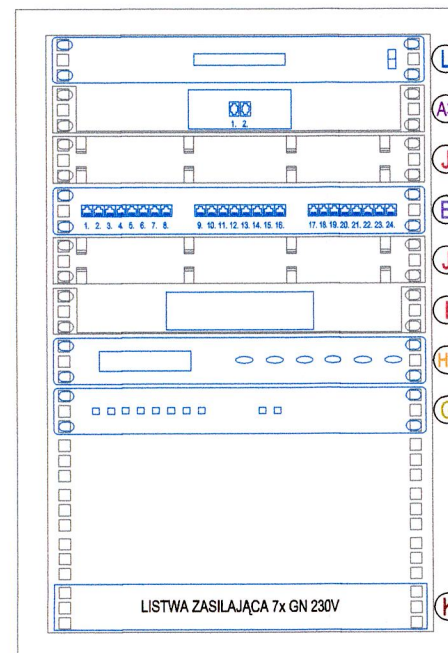 L
A
1. 2.
J
E
1. 2. 3. 4. 5. 6. 7. 8. 9. 10. 11. 12. 13. 14. 15. 16. 17. 18. 19. 20. 21. 22. 23. 24.
J
H
LISTWA ZASILAJĄCA 7x GN 230V
K